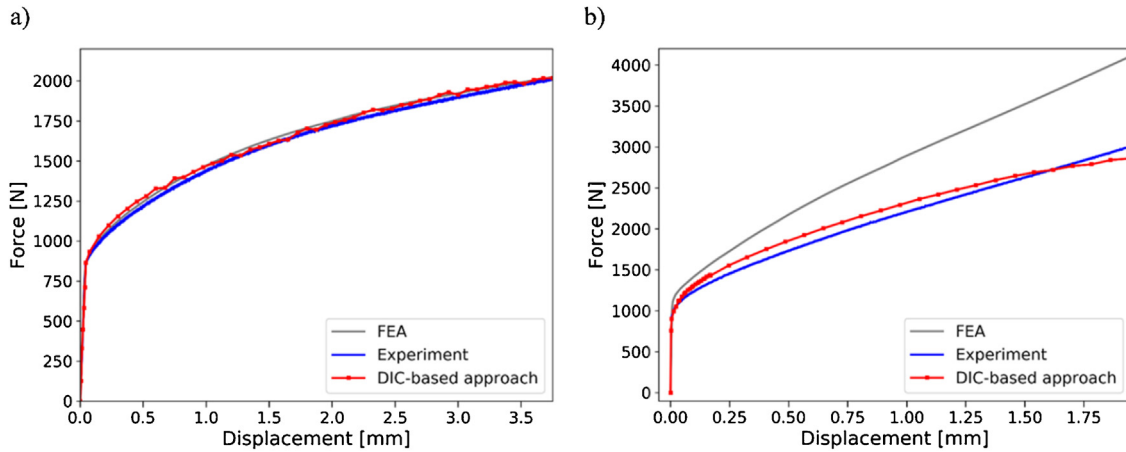 a)
2000
1750
1500
1250
1000
750
500
250
0
Force [N]
0.0 0.5 1.0 1.5 2.0 2.5 3.0 3.5
Displacement [mm]
FEA
Experiment
DIC-based approach
b)
4000
3500
3000
2500
2000
1500
1000
500
0
Force [N]
0.00 0.25 0.50 0.75 1.00 1.25 1.50 1.75
Displacement [mm]
FEA
Experiment
DIC-based approach